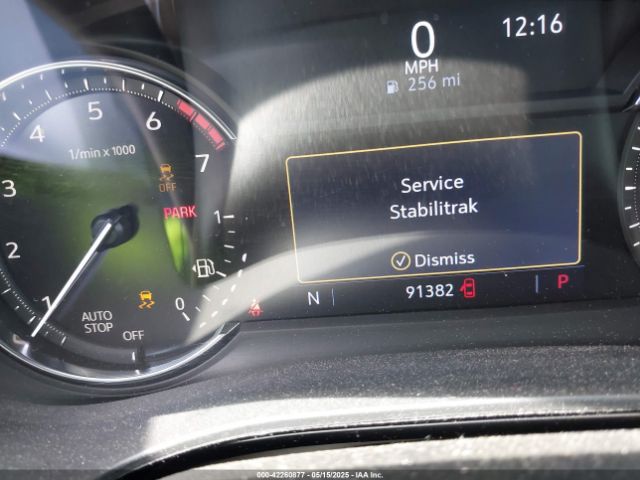 0
12:16
MPH
256 mi
5
4
6
1/min x 1000
7
3
OFF
PARK
1
Service
Stabilitrak
2
Dismiss
1
0
N
91382
P
AUTO
STOP
OFF
000-42260877 - 05/15/2025 - IAA Inc.